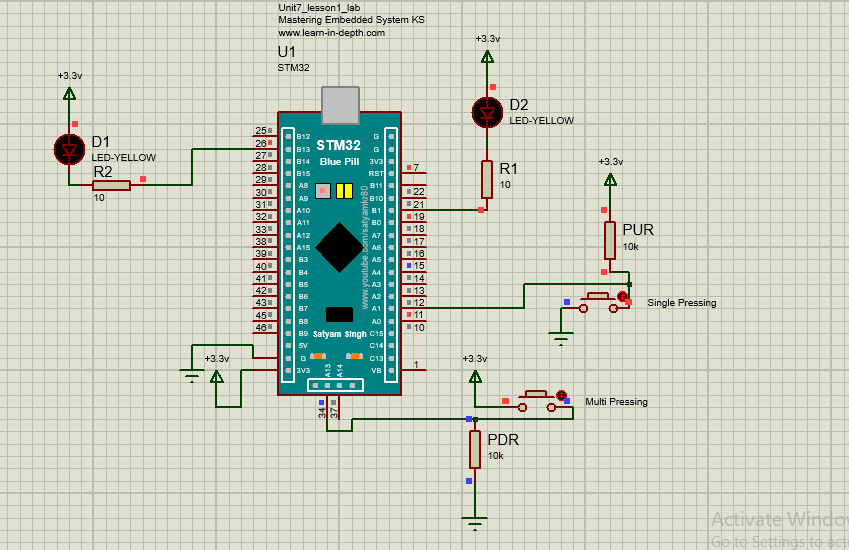 Unit7_lesson1_lab
Mastering Embedded System KS
www.learn-in-depth.com
U1
STM32
+3.3v
D1
LED-YELLOW
R2
10
+3.3v
D2
LED-YELLOW
R1
10
+3.3v
PUR
10k
Single Pressing
STM32
Blue Pill
www.youtube.com/satyamkr80
Satyam Singh
25 B12
26 B13
27 B14
28 B15
29 A8
30 A9
31 A10
32 A11
33 A12
38 A15
39 B3
40 B4
41 B5
42 B6
43 B7
45 B8
46 B9
5V
G
3V3
G
G
3V3
RST 7
B11 22
B10 21
B1 19
B0 18
A7 17
A6 16
A5 15
A4 14
A3 13
A2 12
A1 11
A0 10
C15
C14
C13
VB 1
A13
A14
34
37
+3.3v
+3.3v
Multi Pressing
PDR
10k
Activate Window
Go to Settings to acti